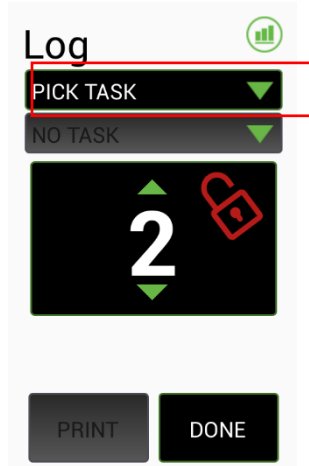 Log
PICK TASK
NO TASK
2
PRINT
DONE